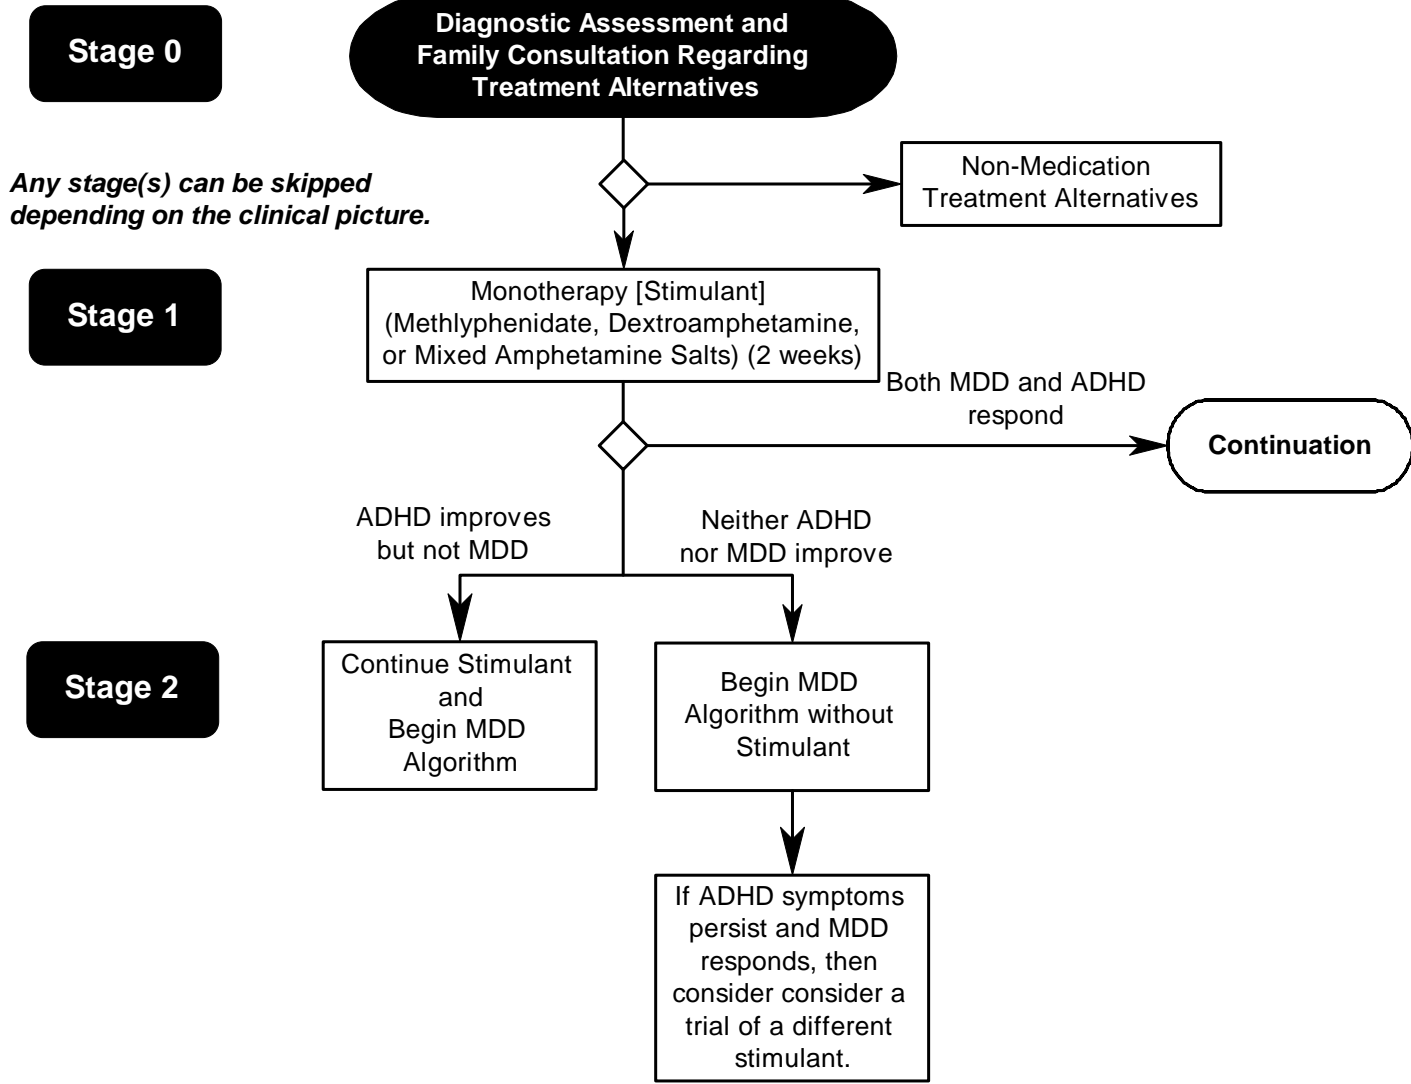 Stage 0
Diagnostic Assessment and
Family Consultation Regarding
Treatment Alternatives
Any stage(s) can be skipped
depending on the clinical picture.
Non-Medication
Treatment Alternatives
Stage 1
Monotherapy [Stimulant]
(Methlyphenidate, Dextroamphetamine,
or Mixed Amphetamine Salts) (2 weeks)
Both MDD and ADHD
respond
Continuation
ADHD improves
but not MDD
Neither ADHD
nor MDD improve
Stage 2
Continue Stimulant
and
Begin MDD
Algorithm
Begin MDD
Algorithm without
Stimulant
If ADHD symptoms
persist and MDD
responds, then
consider consider a
trial of a different
stimulant.